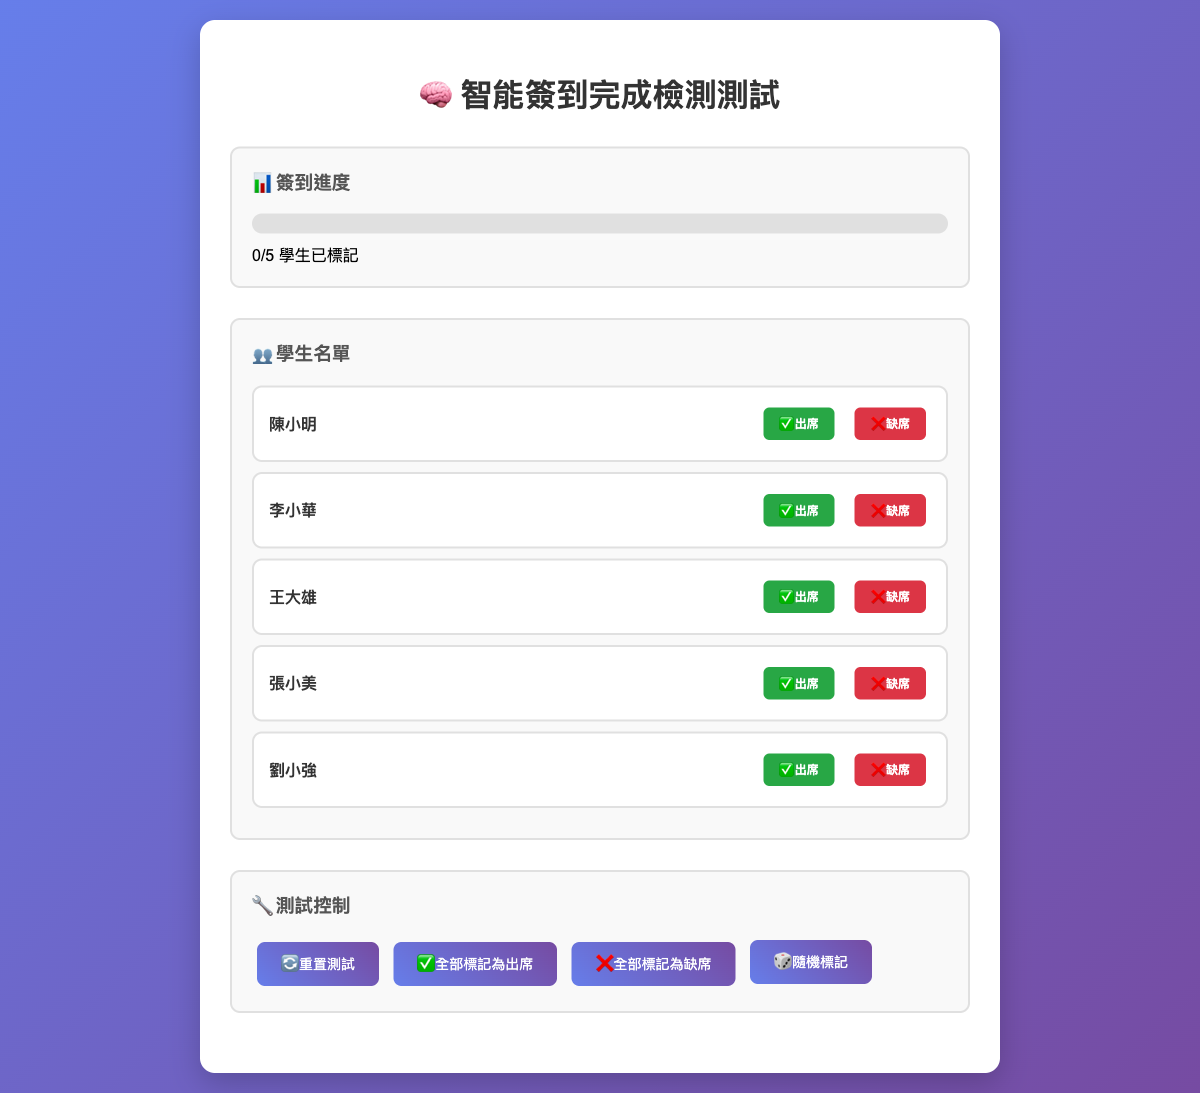 🧠 智能簽到完成檢測測試
📊 簽到進度
0/5 學生已標記
👥 學生名單
陳小明 ✅出席 ❌缺席
李小華 ✅出席 ❌缺席
王大雄 ✅出席 ❌缺席
張小美 ✅出席 ❌缺席
劉小強 ✅出席 ❌缺席
🔧 測試控制
🔄重置測試 ✅全部標記為出席 ❌全部標記為缺席 🎲隨機標記